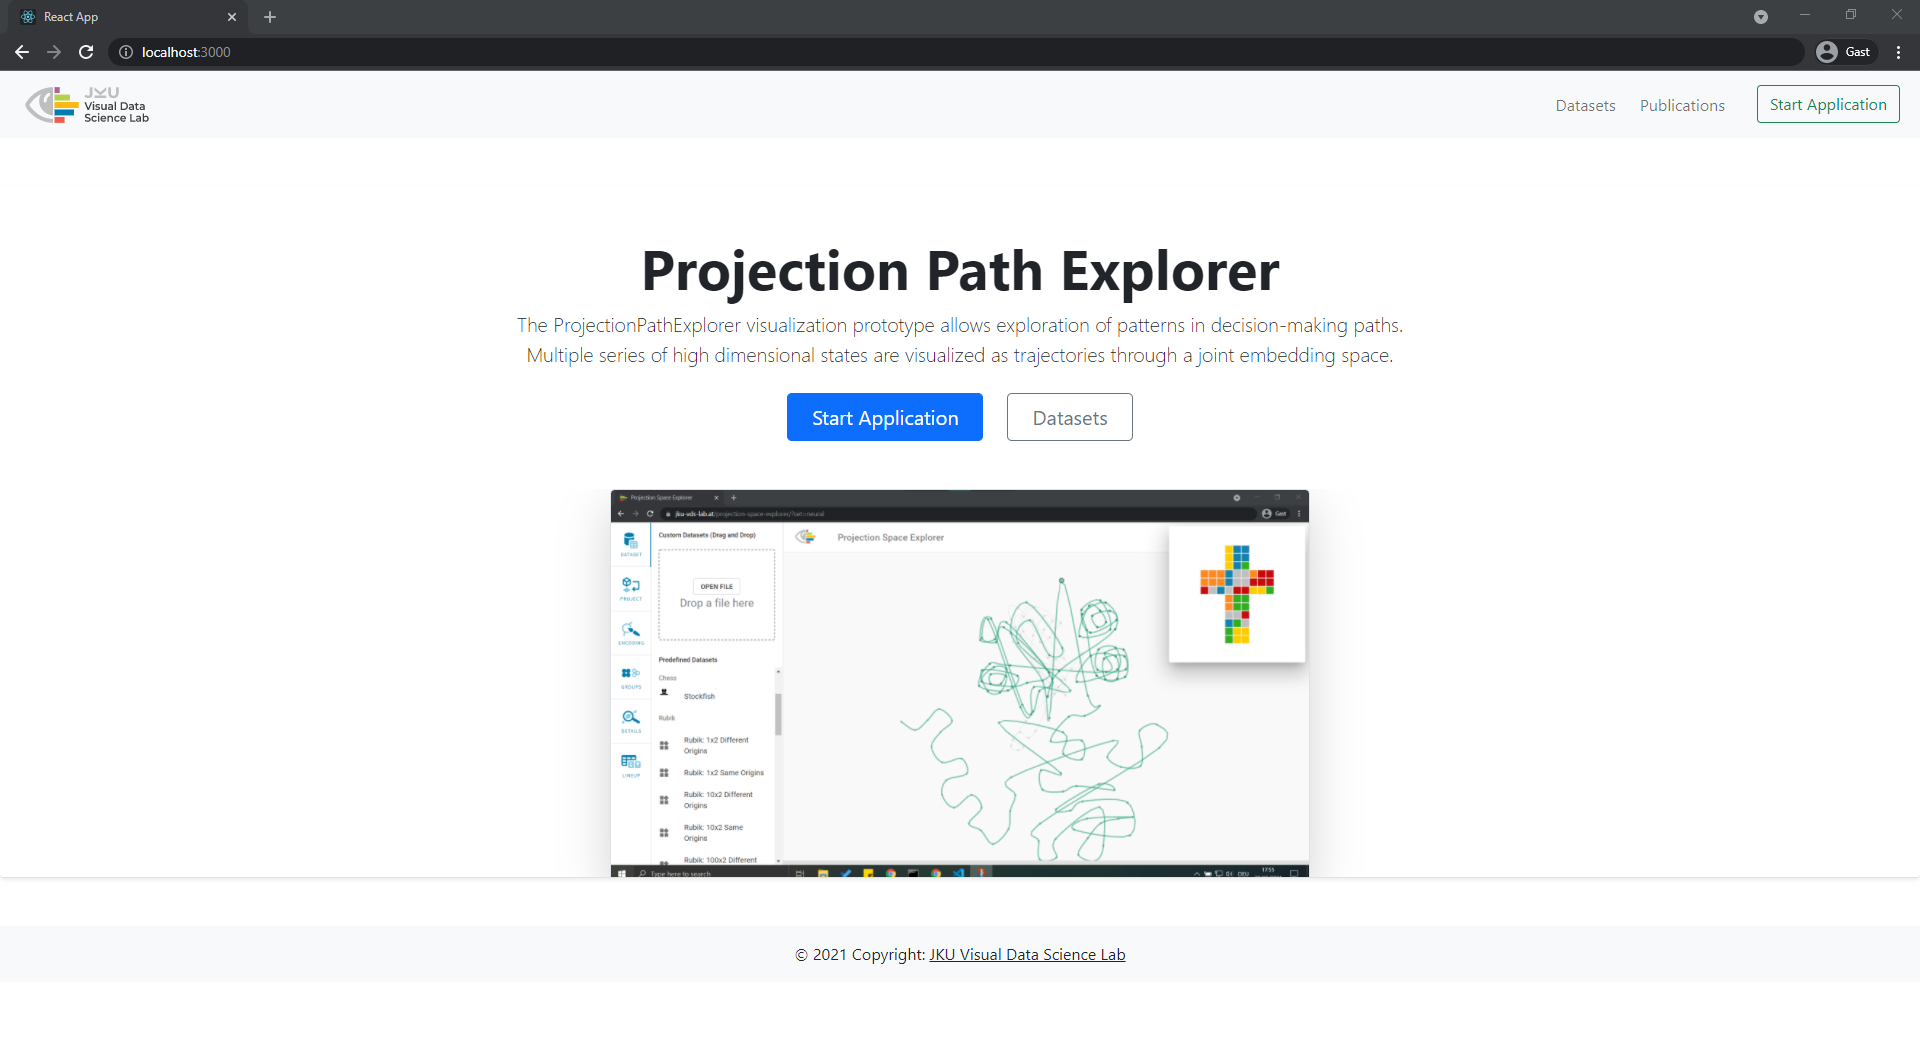 React App
localhost:3000
Gast
JKU
Visual Data
Science Lab
Datasets
Publications
Start Application
Projection Path Explorer
The ProjectionPathExplorer visualization prototype allows exploration of patterns in decision-making paths.
Multiple series of high dimensional states are visualized as trajectories through a joint embedding space.
Start Application
Datasets
Projection Space Explorer
jku-vds-lab.at/projection-space-explorer/?set=neural
Gast
DATASET
PROJECT
ENCODING
GROUPS
DETAILS
LINEUP
Custom Datasets (Drag and Drop)
OPEN FILE
Drop a file here
Predefined Datasets
Chess
Stockfish
Rubik
Rubik: 1x2 Different
Origins
Rubik: 1x2 Same Origins
Rubik: 10x2 Different
Origins
Rubik: 10x2 Same
Origins
Rubik: 100x2 Different
Projection Space Explorer
Type here to search
DEU
17:55
© 2021 Copyright: JKU Visual Data Science Lab